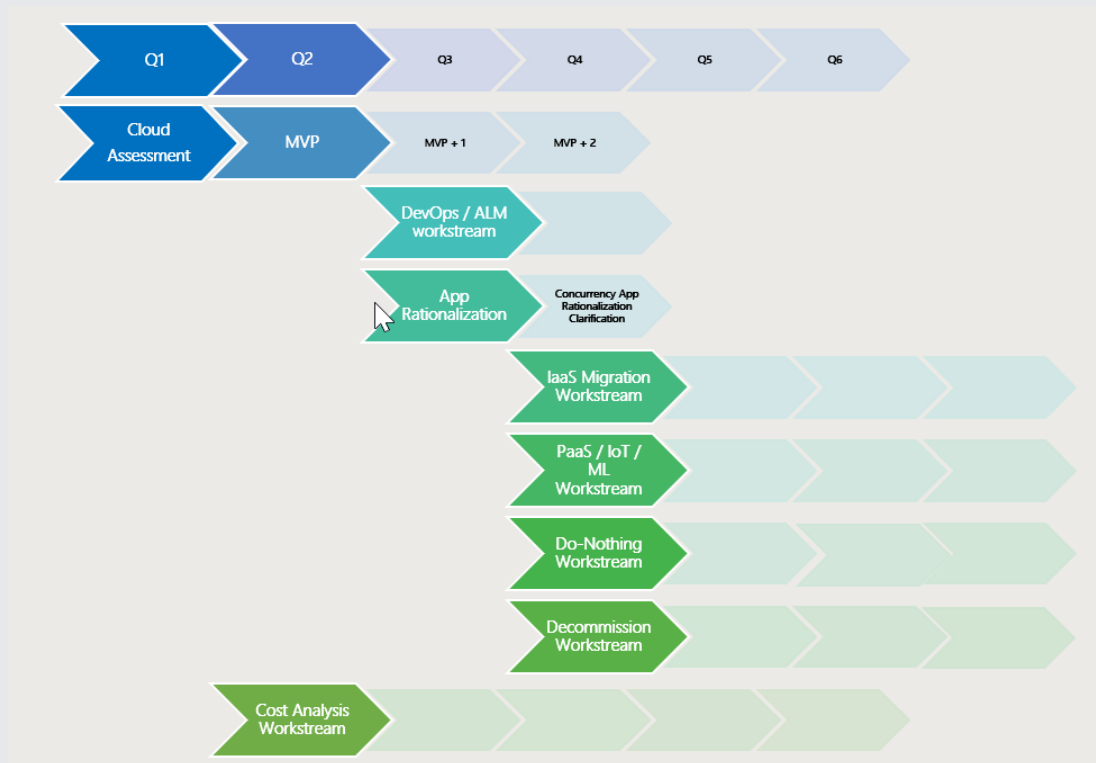 Q1
Q2
Q3
Q4
Q5
Q6
Cloud
Assessment
MVP
MVP + 1
MVP + 2
DevOps / ALM
workstream
App
Rationalization
Concurrency App
Rationalization
Clarification
IaaS Migration
Workstream
PaaS / IoT /
ML
Workstream
Do-Nothing
Workstream
Decommission
Workstream
Cost Analysis
Workstream